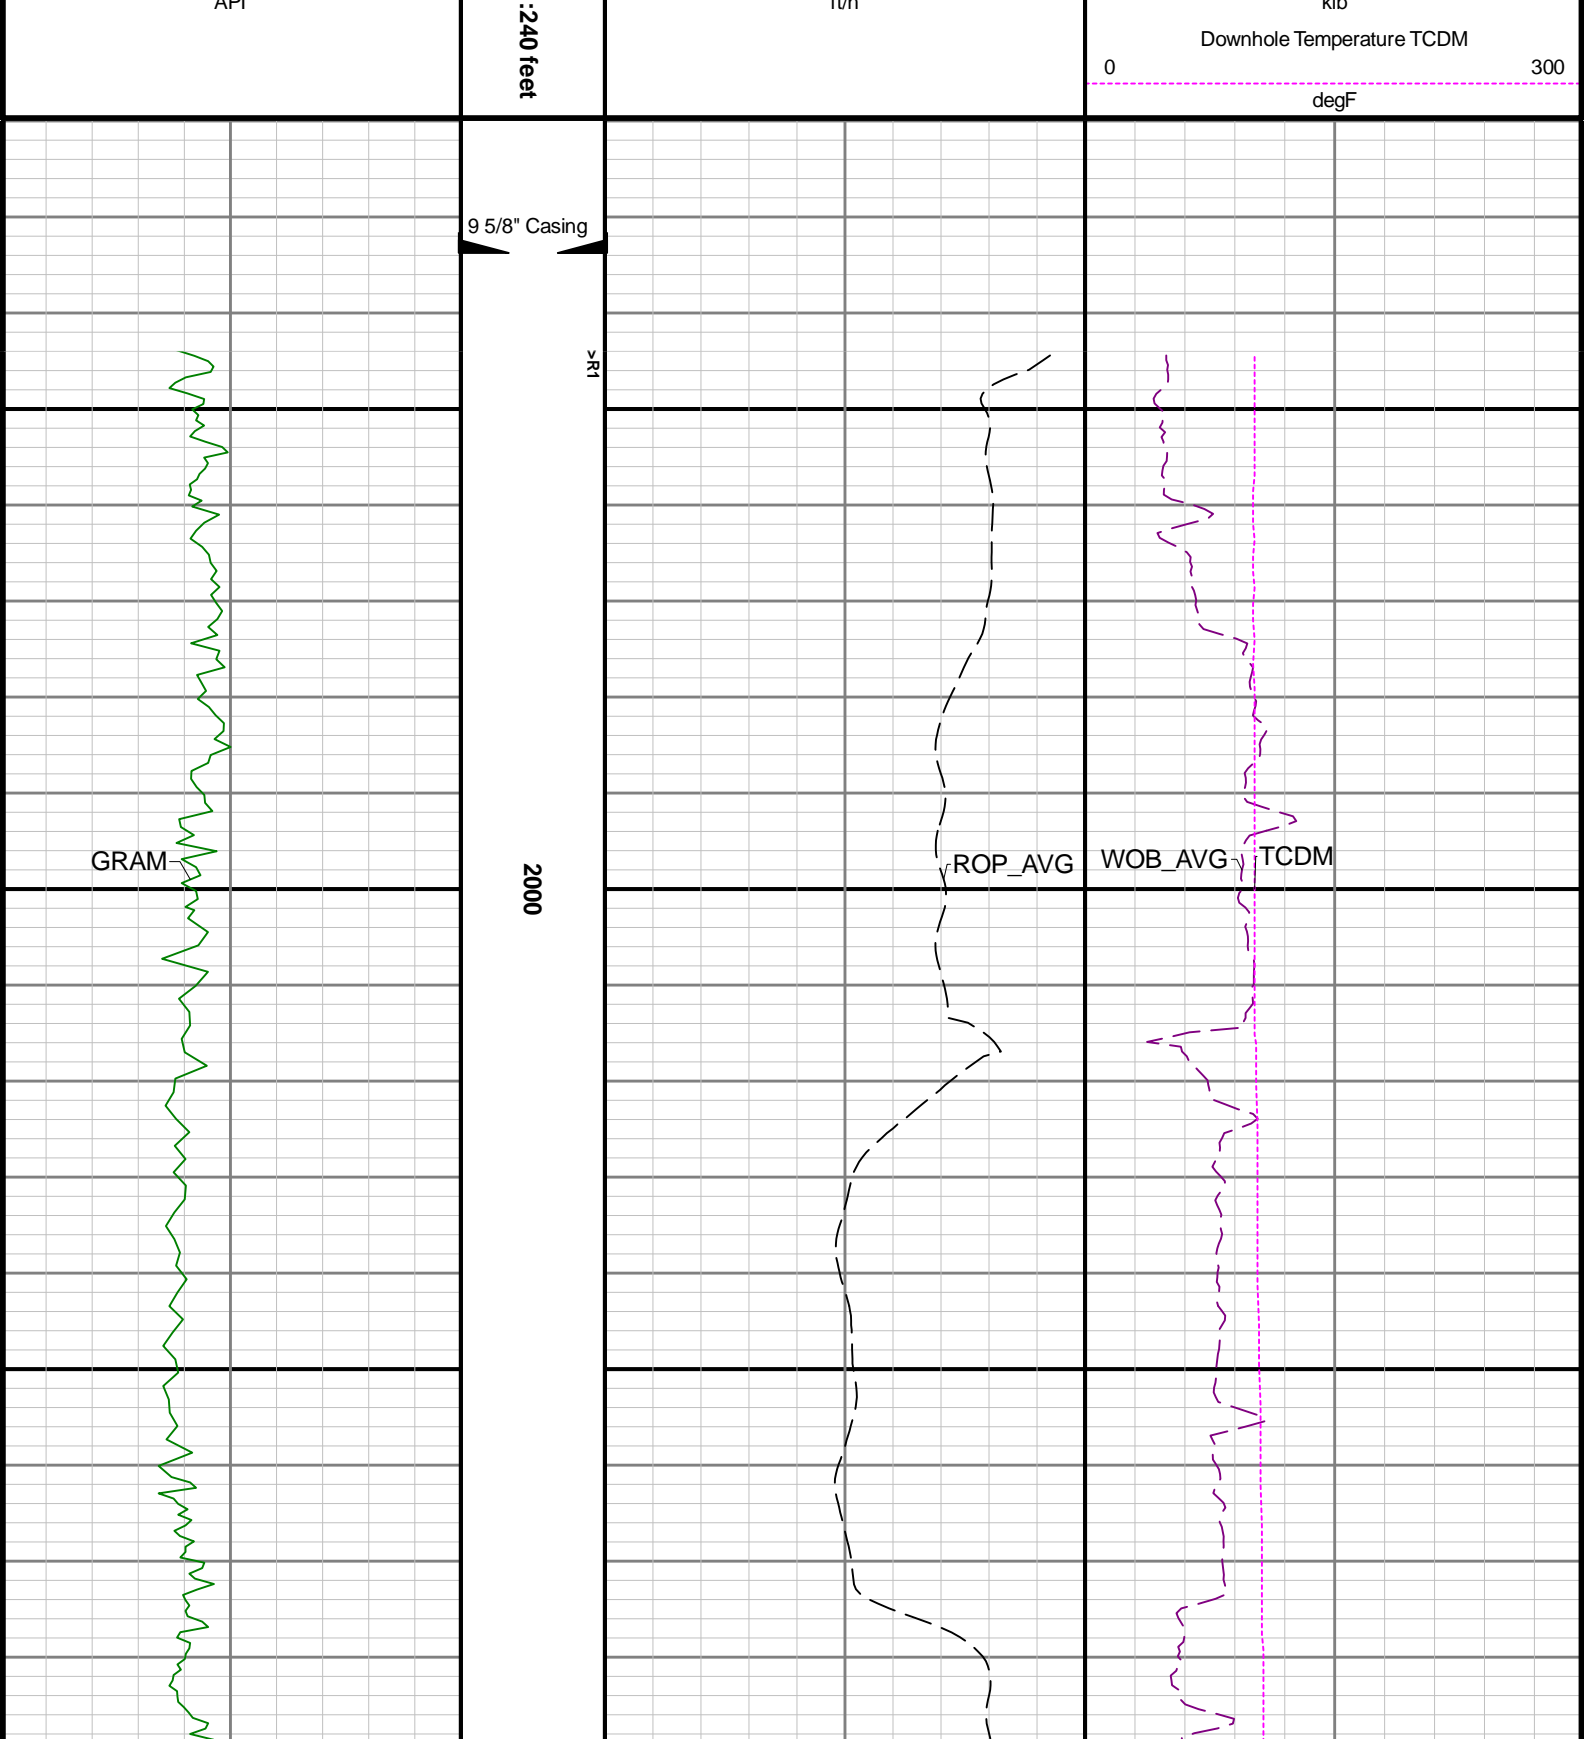 API
:240 feet
ft/h
klb
Downhole Temperature TCDM
0 300
degF
9 5/8" Casing
>R1
GRAM
2000
ROP_AVG
WOB_AVG
TCDM